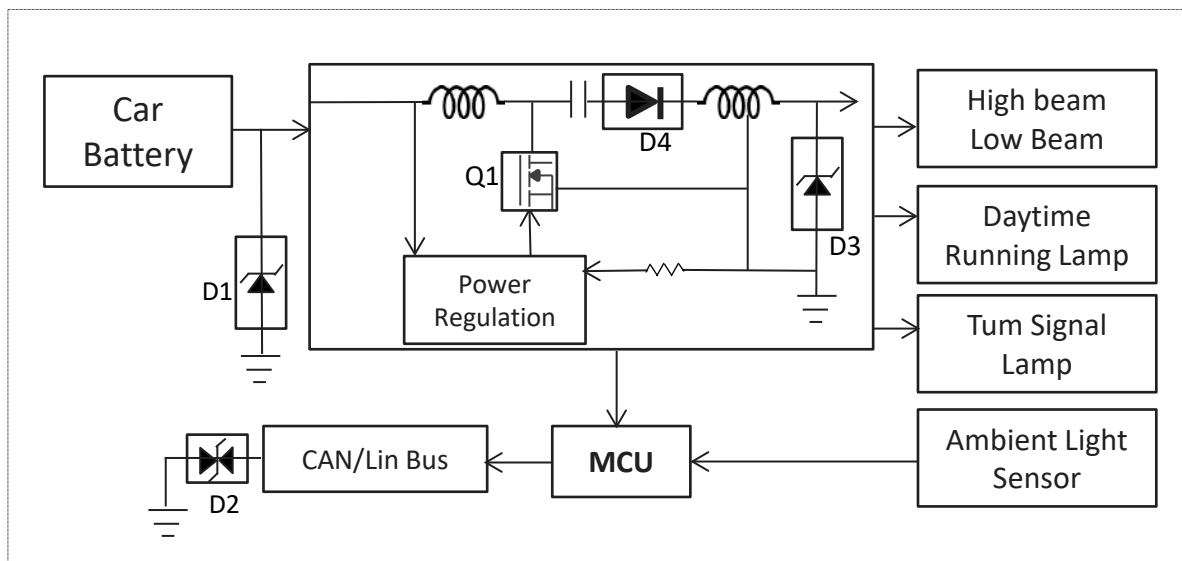 Car
Battery
D1
Q1
D4
D3
Power
Regulation
High beam
Low Beam
Daytime
Running Lamp
Tum Signal
Lamp
Ambient Light
Sensor
MCU
CAN/Lin Bus
D2